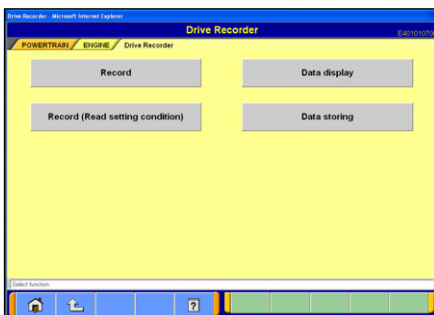 Drive Recorder - Microsoft Internet Explorer
Drive Recorder
E40101070
POWERTRAIN ENGINE Drive Recorder
Record Data display
Record (Read setting condition) Data storing
Select function
?